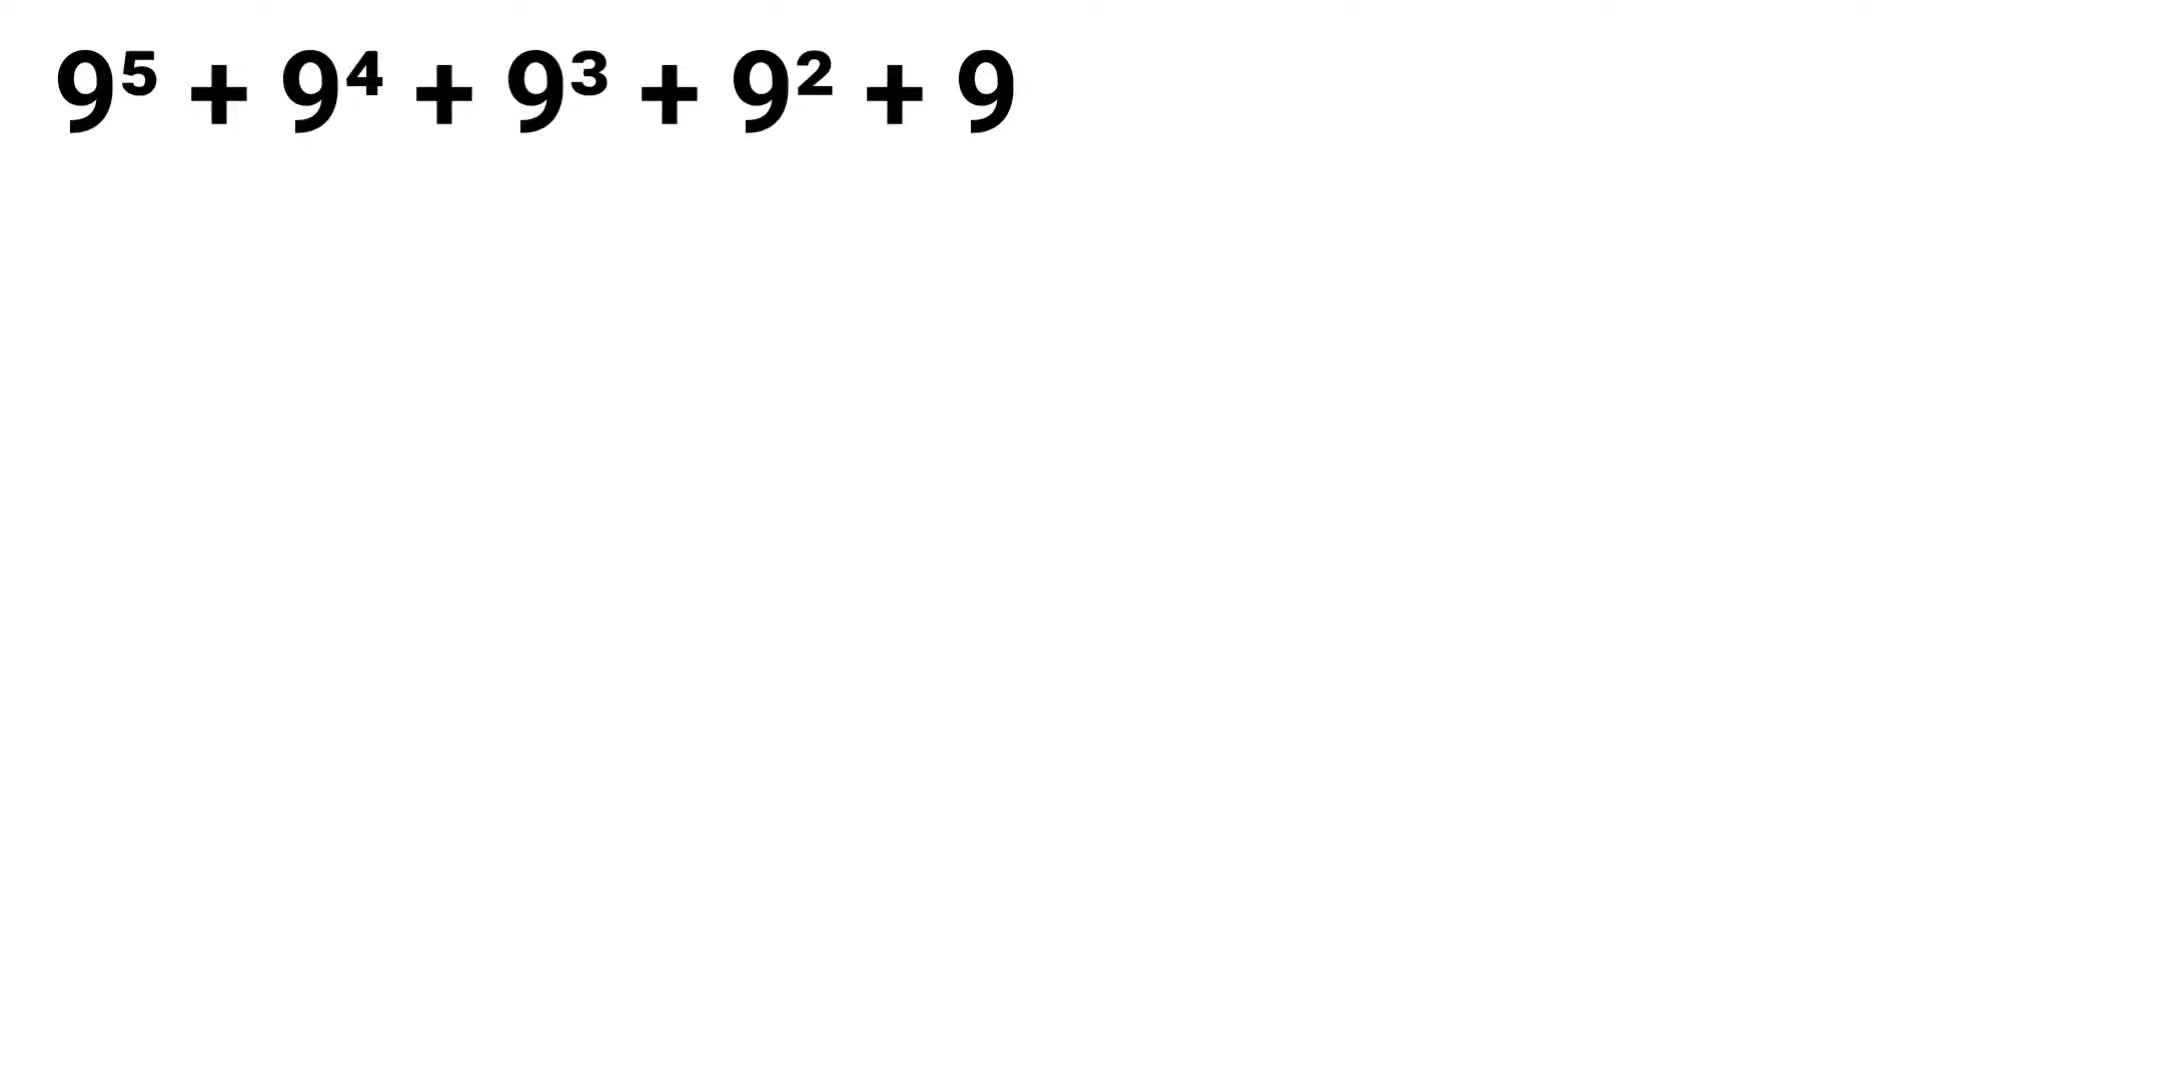 9⁵ + 9⁴ + 9³ + 9² + 9